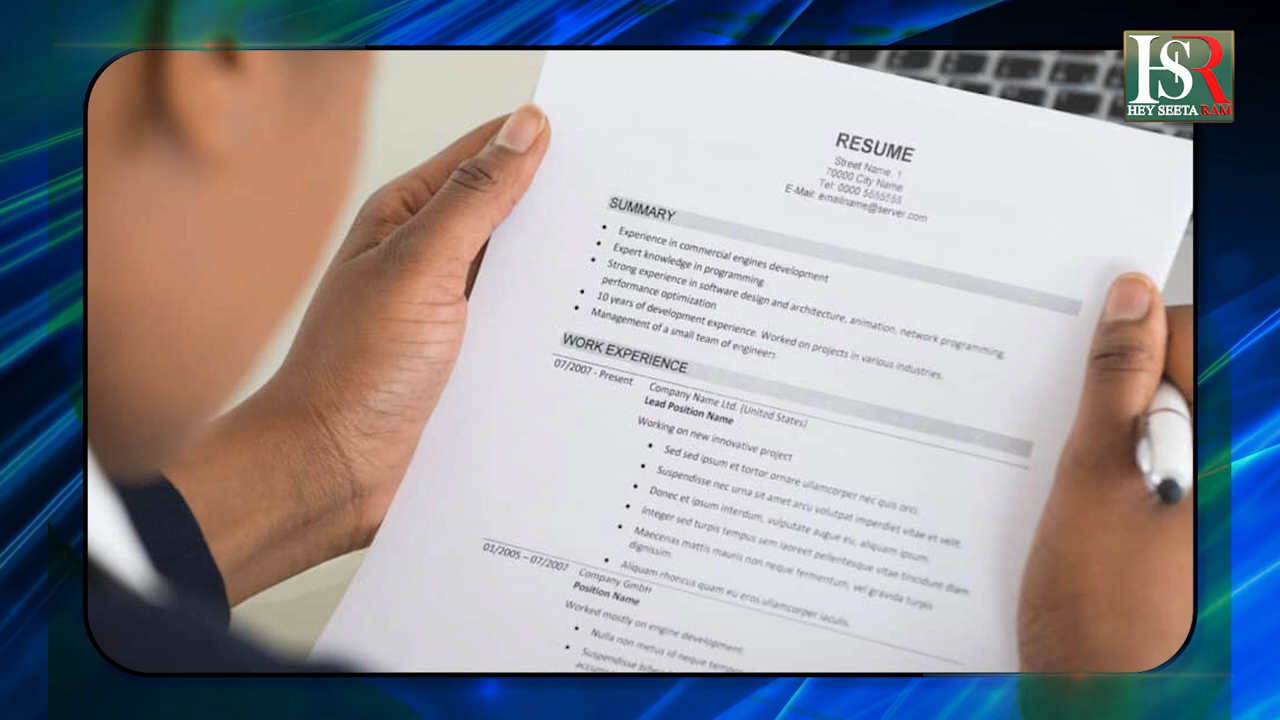 HSR
HEY SEETA RAM
RESUME
Street Name, 1
70000 City Name
Tel: 0000 5555555
E-Mail: emailname@server.com
SUMMARY
• Experience in commercial engines development
• Expert knowledge in programming
• Strong experience in software design and architecture, animation, network programming,
performance optimization
• 10 years of development experience. Worked on projects in various industries.
• Management of a small team of engineers
WORK EXPERIENCE
07/2007 - Present Company Name Ltd. (United States)
Lead Position Name
Working on new innovative project
• Sed sed ipsum et tortor ornare ullamcorper nec quis orci.
• Suspendisse nec urna sit amet arcu volutpat imperdiet vitae et velit.
• Donec et ipsum interdum, vulputate augue eu, aliquam ipsum.
• Integer sed turpis tempus sem laoreet pellentesque vitae tincidunt diam.
• Maecenas mattis mauris non neque fermentum, vel gravida turpis
dignissim.
• Aliquam rhoncus quam eu eros ullamcorper iaculis.
01/2005 – 07/2007 Company GmbH
Position Name
Worked mostly on engine development:
• Nulla non metus id neque
• Suspendisse